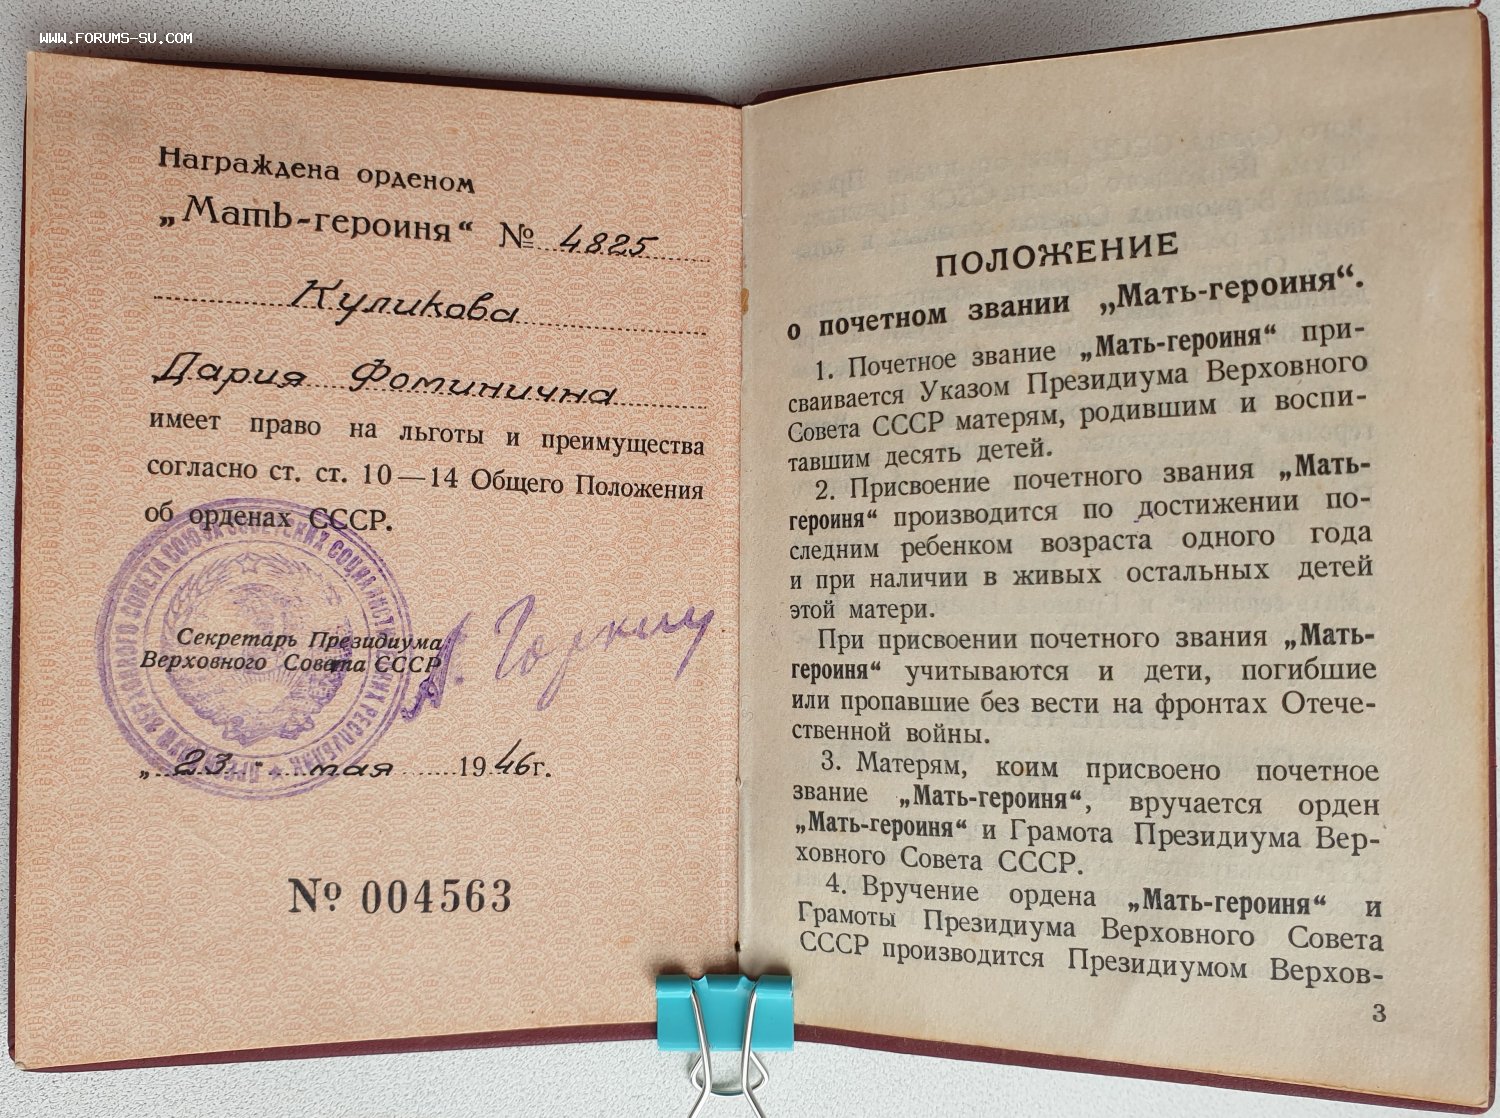 WWW.FORUMS-SU.COM
Награждена орденом
„Мать-героиня“ № 4825
Куликова
Дария Фоминична
имеет право на льготы и преимущества
согласно ст. ст. 10—14 Общего Положения
об орденах СССР.
Секретарь Президиума
Верховного Совета СССР
А. Горкин
„23“ мая 1946г.
№ 004563
ПОЛОЖЕНИЕ
о почетном звании „Мать-героиня“.
1. Почетное звание „Мать-героиня“ при-
сваивается Указом Президиума Верховного
Совета СССР матерям, родившим и воспи-
тавшим десять детей.
2. Присвоение почетного звания „Мать-
героиня“ производится по достижении по-
следним ребенком возраста одного года
и при наличии в живых остальных детей
этой матери.
При присвоении почетного звания „Мать-
героиня“ учитываются и дети, погибшие
или пропавшие без вести на фронтах Отече-
ственной войны.
3. Матерям, коим присвоено почетное
звание „Мать-героиня“, вручается орден
„Мать-героиня“ и Грамота Президиума Вер-
ховного Совета СССР.
4. Вручение ордена „Мать-героиня“ и
Грамоты Президиума Верховного Совета
СССР производится Президиумом Верхов-
3